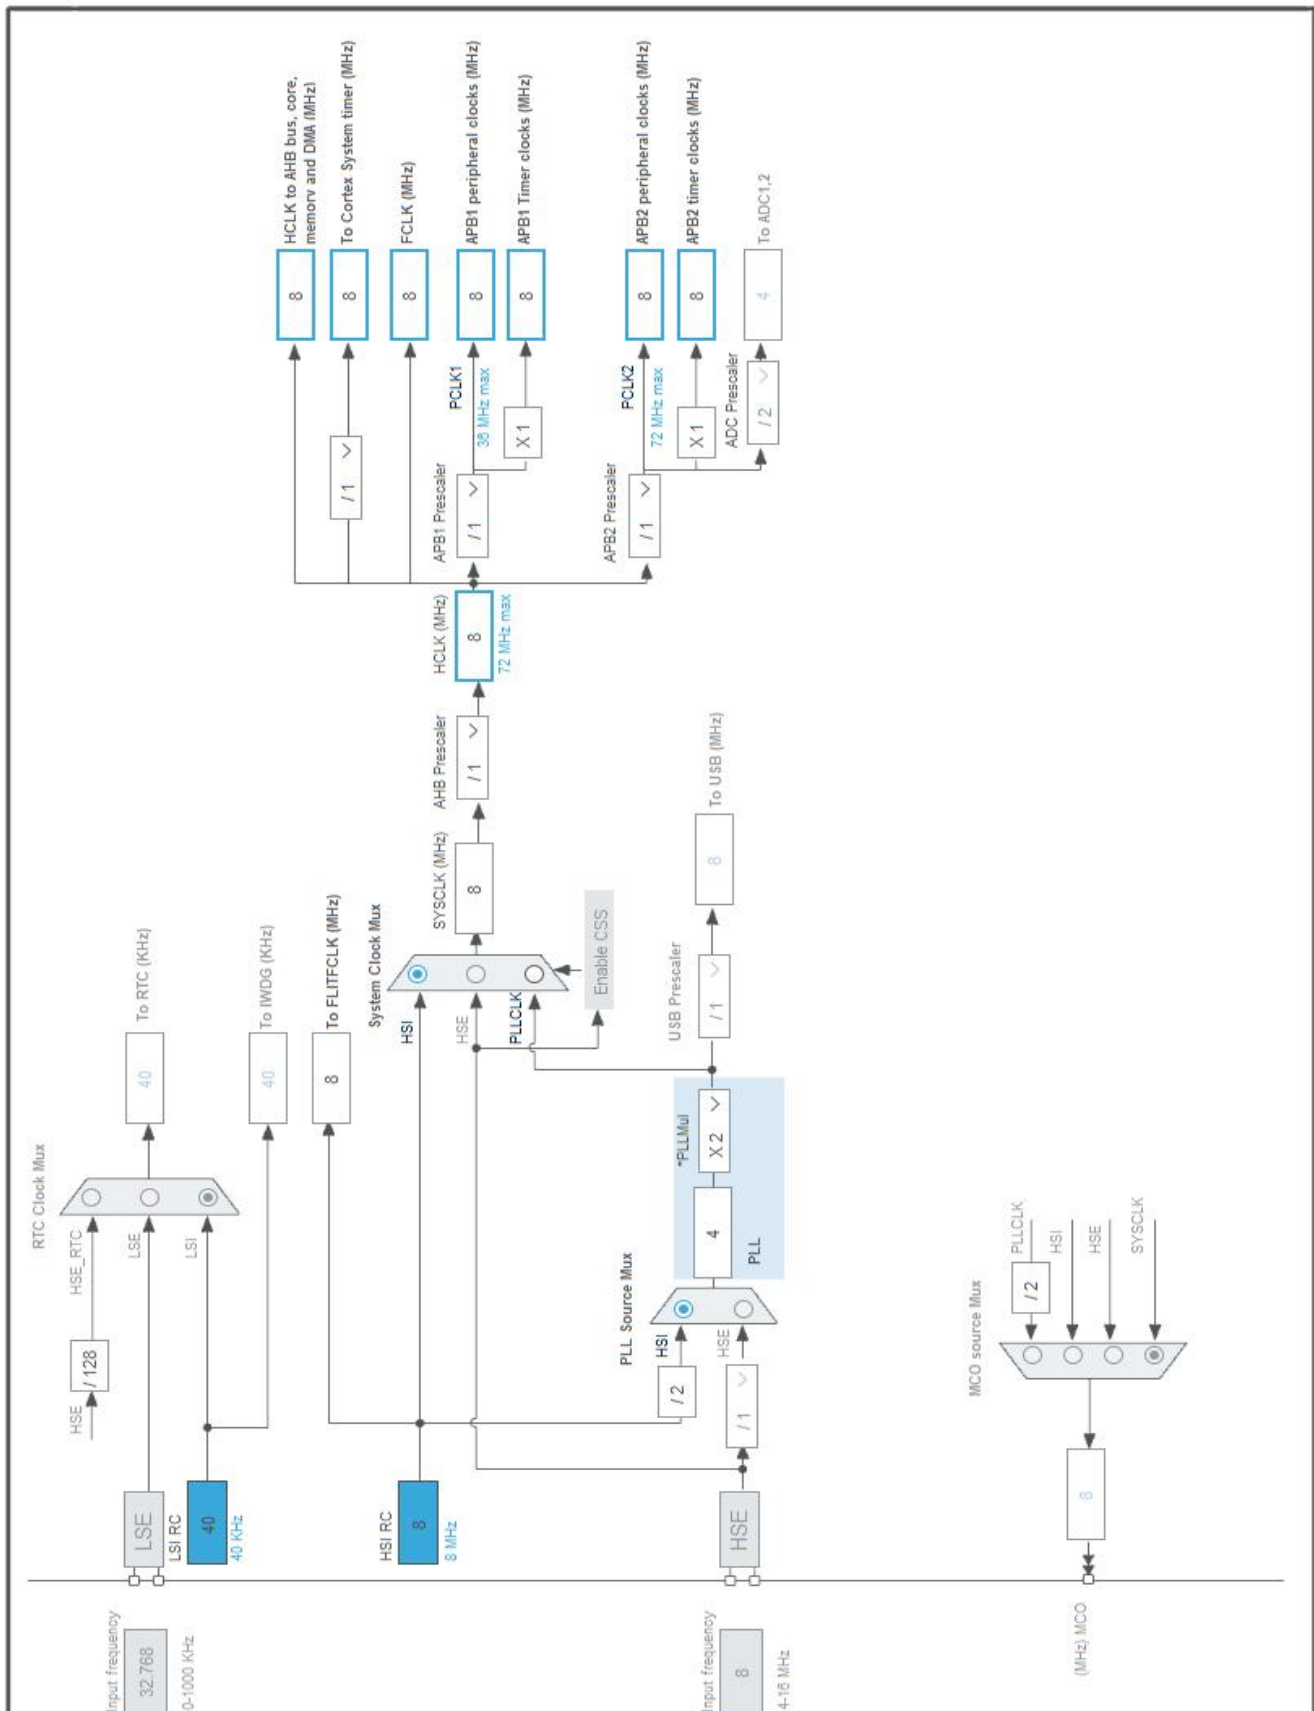 RTC Clock Mux
HSE
/ 128
HSE_RTC
LSE
LSI
40
To RTC (KHz)
40
To IWDG (KHz)
Input frequency
32.768
0-1000 KHz
LSE
LSI RC
40
40 KHz
8
To FLITFCLK (MHz)
HSI RC
8
8 MHz
System Clock Mux
HSI
HSE
PLLCLK
Enable CSS
SYSCLK (MHz)
8
AHB Prescaler
/ 1
HCLK (MHz)
8
72 MHz max
8
HCLK to AHB bus, core,
memory and DMA (MHz)
/ 1
8
To Cortex System timer (MHz)
8
FCLK (MHz)
APB1 Prescaler
/ 1
PCLK1
36 MHz max
8
APB1 peripheral clocks (MHz)
X 1
8
APB1 Timer clocks (MHz)
APB2 Prescaler
/ 1
PCLK2
72 MHz max
8
APB2 peripheral clocks (MHz)
X 1
8
APB2 timer clocks (MHz)
ADC Prescaler
/ 2
4
To ADC1,2
Input frequency
8
4-16 MHz
HSE
PLL Source Mux
/ 2
HSI
/ 1
HSE
4
PLL
*PLLMul
X 2
USB Prescaler
/ 1
8
To USB (MHz)
MCO source Mux
(MHz) MCO
8
/ 2
PLLCLK
HSI
HSE
SYSCLK